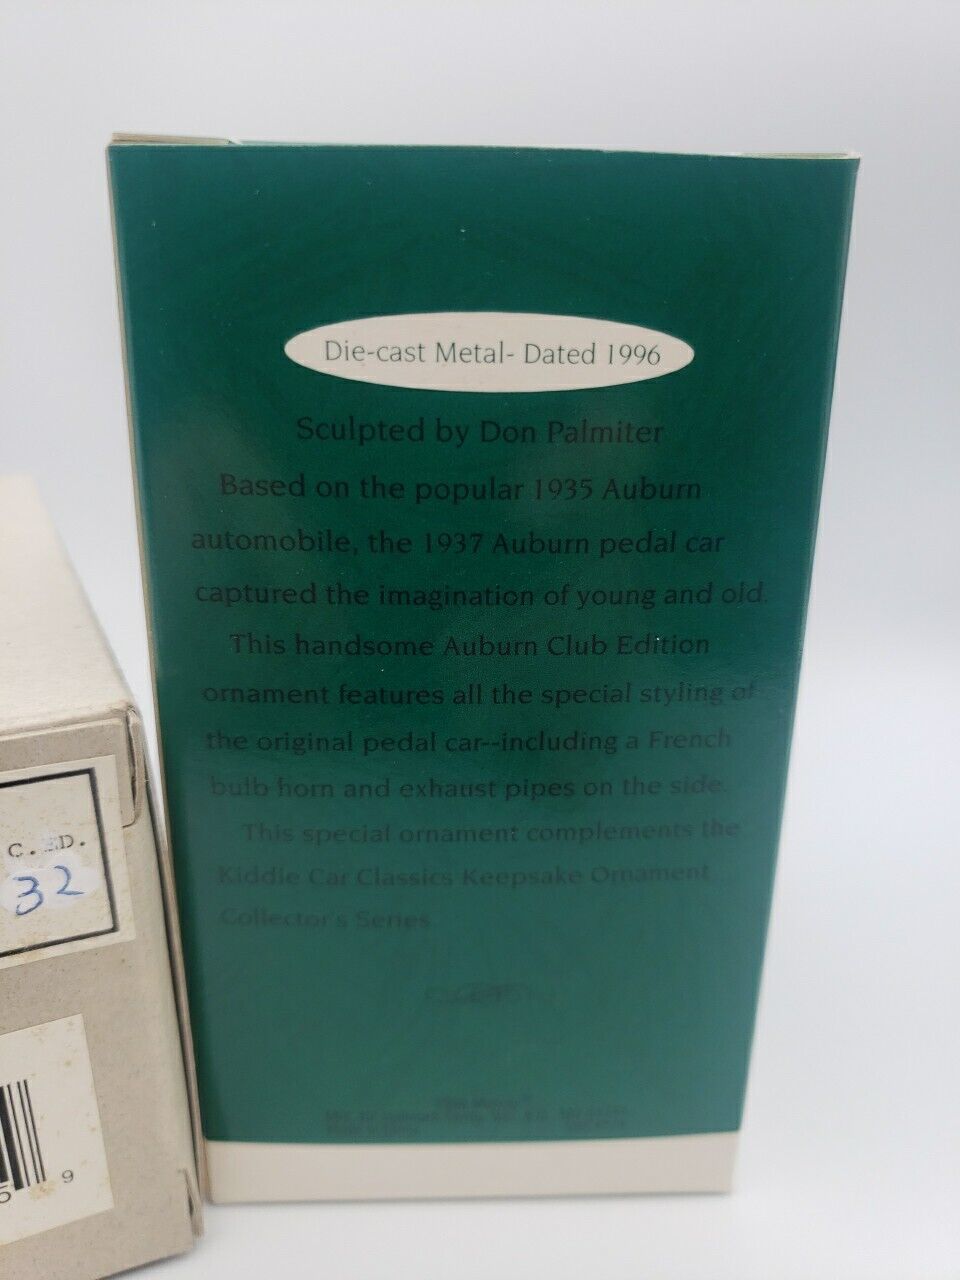 Die-cast Metal- Dated 1996
Sculpted by Don Palmiter
Based on the popular 1935 Auburn
automobile, the 1937 Auburn pedal car
captured the imagination of young and old.
This handsome Auburn Club Edition
ornament features all the special styling of
the original pedal car--including a French
bulb horn and exhaust pipes on the side.
This special ornament complements the
Kiddie Car Classics Keepsake Ornament
Collector's Series
C. ED.
32
5 9